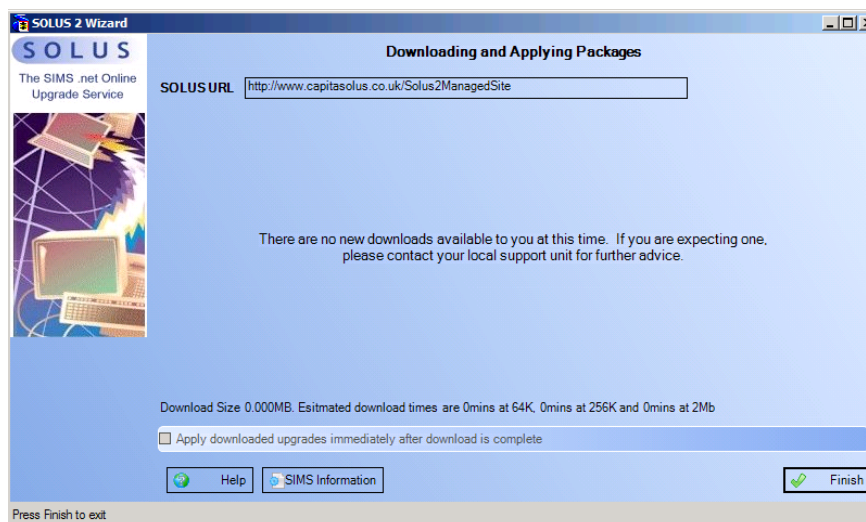 SOLUS 2 Wizard
SOLUS
The SIMS .net Online
Upgrade Service
Downloading and Applying Packages
SOLUS URL http://www.capitasolus.co.uk/Solus2ManagedSite
There are no new downloads available to you at this time. If you are expecting one,
please contact your local support unit for further advice.
Download Size 0.000MB. Esitmated download times are 0mins at 64K, 0mins at 256K and 0mins at 2Mb
Apply downloaded upgrades immediately after download is complete
Help SIMS Information Finish
Press Finish to exit